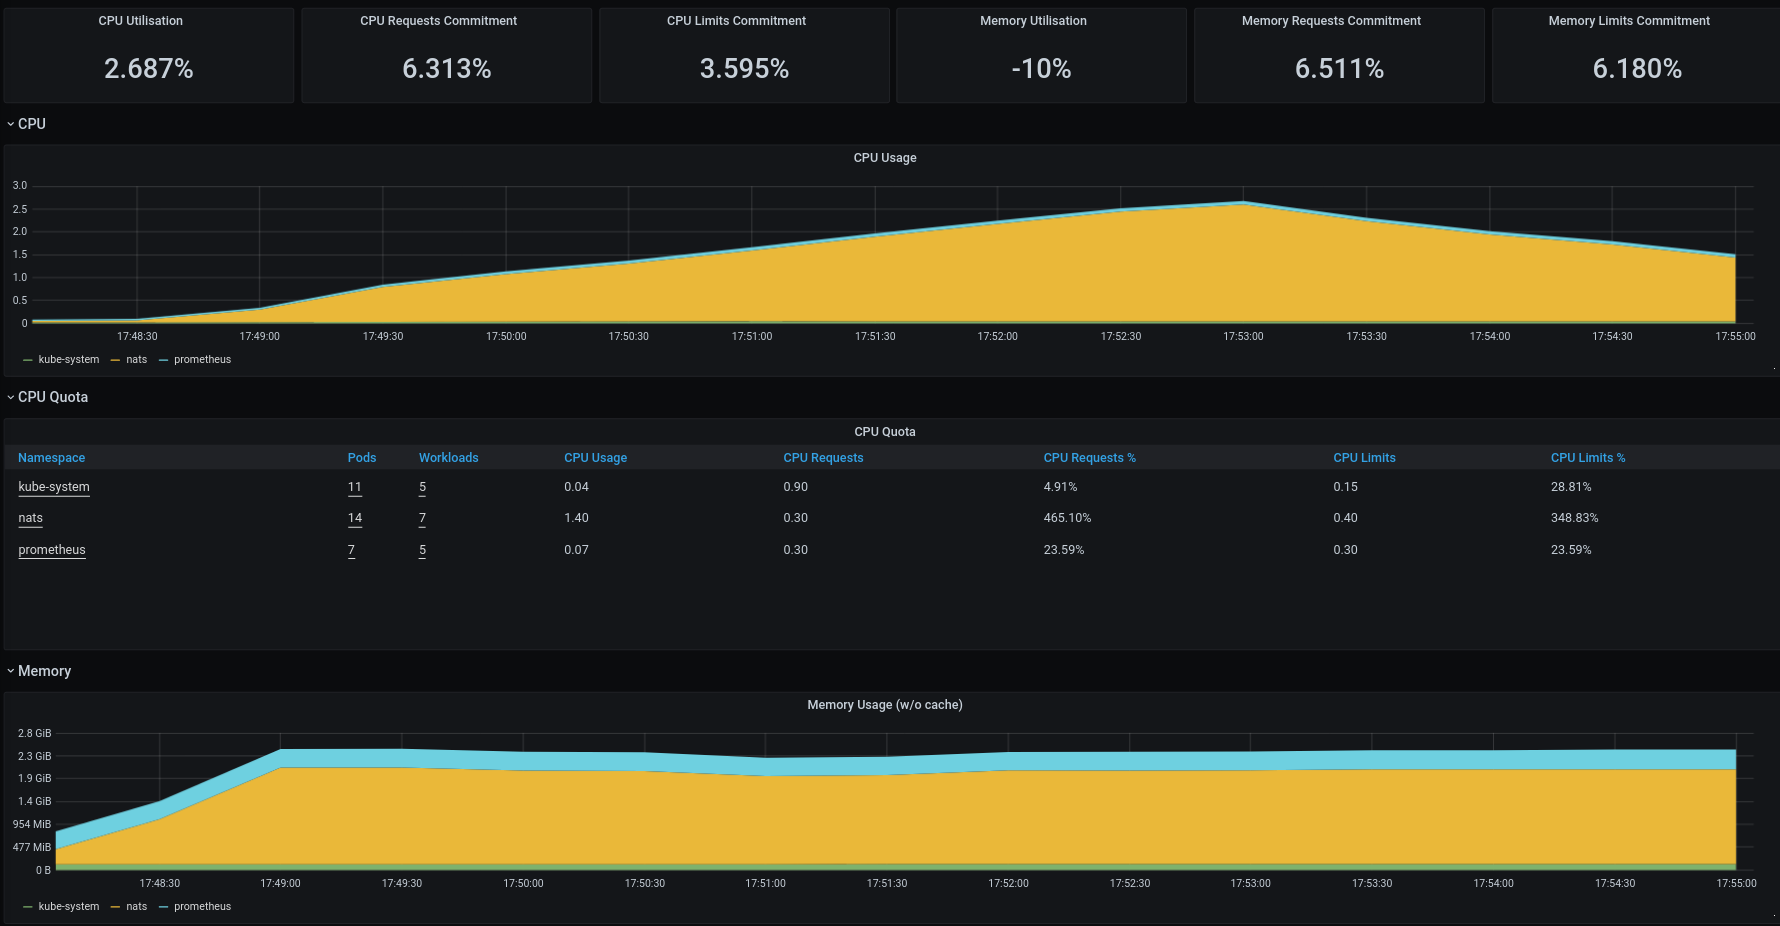 CPU Utilisation CPU Requests Commitment CPU Limits Commitment Memory Utilisation Memory Requests Commitment Memory Limits Commitment
2.687% 6.313% 3.595% -10% 6.511% 6.180%
CPU
CPU Usage
3.0
2.5
2.0
1.5
1.0
0.5
0
17:48:30 17:49:00 17:49:30 17:50:00 17:50:30 17:51:00 17:51:30 17:52:00 17:52:30 17:53:00 17:53:30 17:54:00 17:54:30 17:55:00
kube-system nats prometheus
CPU Quota
CPU Quota
Namespace Pods Workloads CPU Usage CPU Requests CPU Requests % CPU Limits CPU Limits %
kube-system 11 5 0.04 0.90 4.91% 0.15 28.81%
nats 14 7 1.40 0.30 465.10% 0.40 348.83%
prometheus 7 5 0.07 0.30 23.59% 0.30 23.59%
Memory
Memory Usage (w/o cache)
2.8 GiB
2.3 GiB
1.9 GiB
1.4 GiB
954 MiB
477 MiB
0 B
17:48:30 17:49:00 17:49:30 17:50:00 17:50:30 17:51:00 17:51:30 17:52:00 17:52:30 17:53:00 17:53:30 17:54:00 17:54:30 17:55:00
kube-system nats prometheus